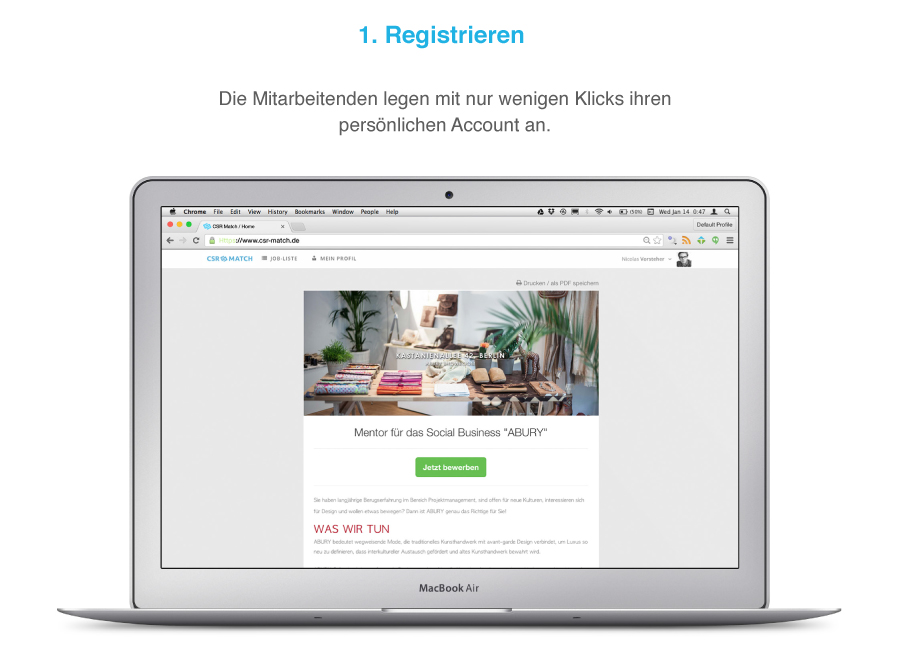 1. Registrieren
Die Mitarbeitenden legen mit nur wenigen Klicks ihren
persönlichen Account an.
Chrome File Edit View History Bookmarks Window People Help
(50%) Wed Jan 14 0:47
CSR Match / Home
Default Profile
https://www.csr-match.de
CSR MATCH JOB-LISTE MEIN PROFIL
Nicolas Vorsteher
Drucken / als PDF speichern
KASTANIENALLEE 42, BERLIN
Mentor für das Social Business "ABURY"
Jetzt bewerben
Sie haben langjährige Berugserfahrung im Bereich Projektmanagement, sind offen für neue Kulturen, interessieren sich
für Design und wollen etwas bewegen? Dann ist ABURY genau das Richtige für Sie!
WAS WIR TUN
ABURY bedeutet wegweisende Mode, die traditionelles Kunsthandwerk mit avant-garde Design verbindet, um Luxus so
neu zu definieren, dass interkultureller Austausch gefördert und altes Kunsthandwerk bewahrt wird.
MacBook Air